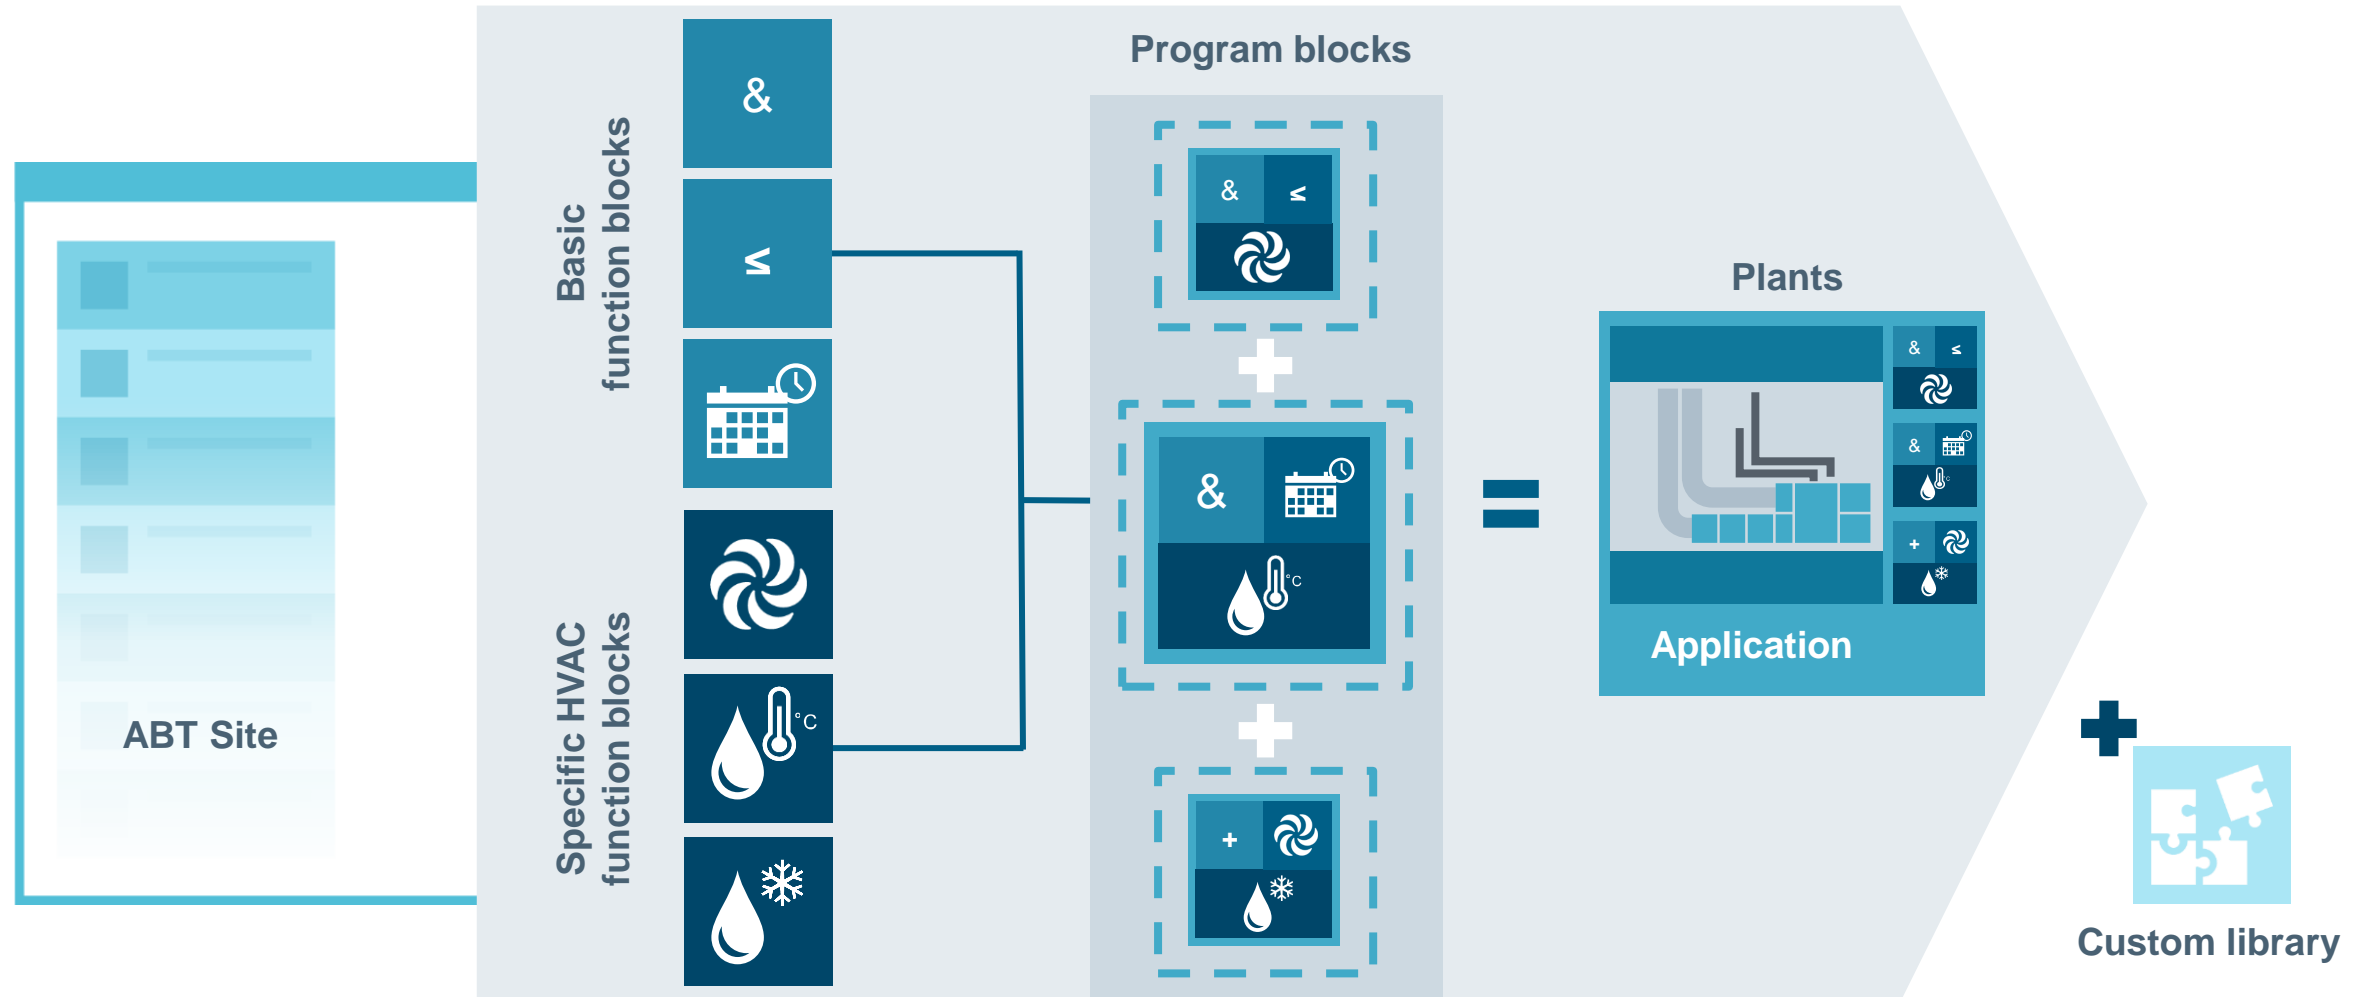 ABT Site
Basic
function blocks
Specific HVAC
function blocks
&
≤
°C
Program blocks
& ≤
&
°C
+
Plants
& ≤
&
°C
+
Application
Custom library